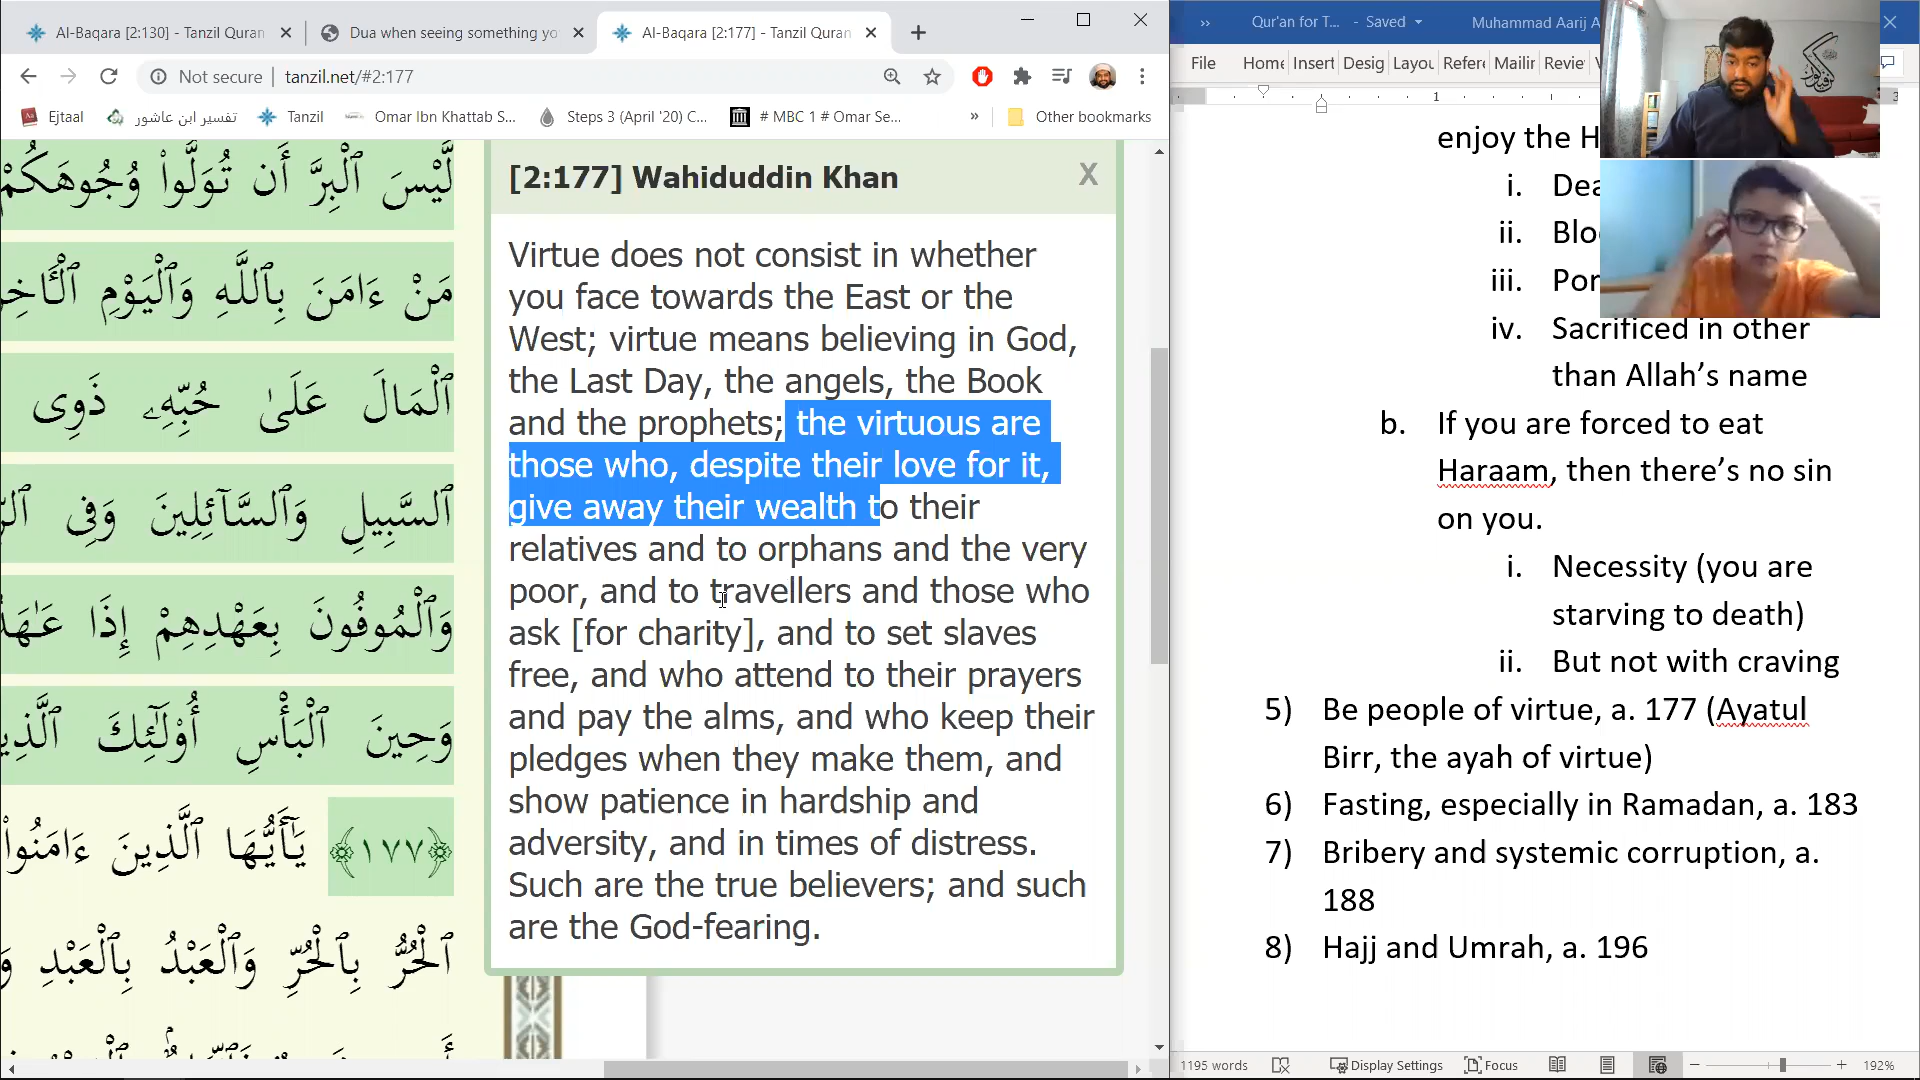 Al-Baqara [2:130] - Tanzil Quran
Dua when seeing something yo
Al-Baqara [2:177] - Tanzil Quran
Not secure | tanzil.net/#2:177
Ejtaal
تفسير ابن عاشور
Tanzil
Omar Ibn Khattab S...
Steps 3 (April '20) C...
# MBC 1 # Omar Se...
»
Other bookmarks
لَّيْسَ ٱلْبِرَّ أَن تُوَلُّوا۟ وُجُوهَكُمْ
مَنْ ءَامَنَ بِٱللَّهِ وَٱلْيَوْمِ
ٱلْمَالَ عَلَىٰ حُبِّهِۦ ذَوِى
ٱلسَّبِيلِ وَٱلسَّآئِلِينَ وَفِى
وَٱلْمُوفُونَ بِعَهْدِهِمْ إِذَا
وَحِينَ ٱلْبَأْسِ أُو۟لَٰٓئِكَ
﴿١٧٧﴾ يَٰٓأَيُّهَا ٱلَّذِينَ ءَامَنُوا۟
ٱلْحُرُّ بِٱلْحُرِّ وَٱلْعَبْدُ بِٱلْعَبْدِ
[2:177] Wahiduddin Khan
X
Virtue does not consist in whether
you face towards the East or the
West; virtue means believing in God,
the Last Day, the angels, the Book
and the prophets; the virtuous are
those who, despite their love for it,
give away their wealth to their
relatives and to orphans and the very
poor, and to travellers and those who
ask [for charity], and to set slaves
free, and who attend to their prayers
and pay the alms, and who keep their
pledges when they make them, and
show patience in hardship and
adversity, and in times of distress.
Such are the true believers; and such
are the God-fearing.
»
Qur'an for T... - Saved
Muhammad Aarij A
File Home Insert Desig Layou Refere Mailin Revie
1 3
enjoy the H
i. Dea
ii. Bloo
iii. Por
iv. Sacrificed in other
than Allah’s name
b. If you are forced to eat
Haraam, then there’s no sin
on you.
i. Necessity (you are
starving to death)
ii. But not with craving
5) Be people of virtue, a. 177 (Ayatul
Birr, the ayah of virtue)
6) Fasting, especially in Ramadan, a. 183
7) Bribery and systemic corruption, a.
188
8) Hajj and Umrah, a. 196
1195 words
Display Settings
Focus
192%